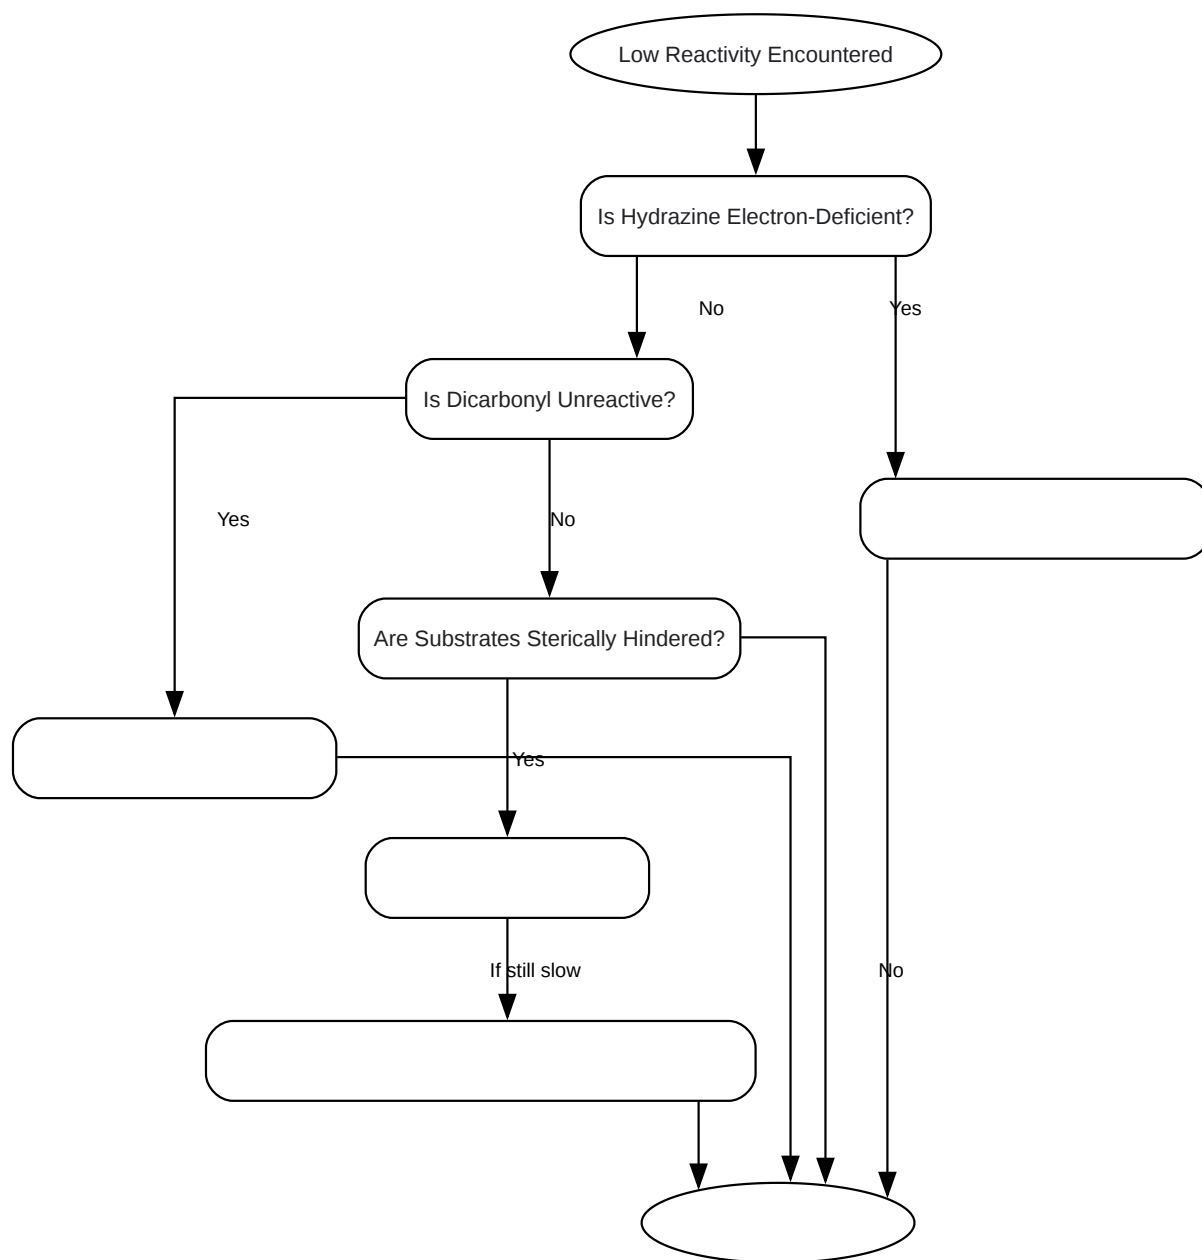 Low Reactivity Encountered
Is Hydrazine Electron-Deficient?
No
Yes
Is Dicarbonyl Unreactive?
Yes
No
Are Substrates Sterically Hindered?
Yes
If still slow
No